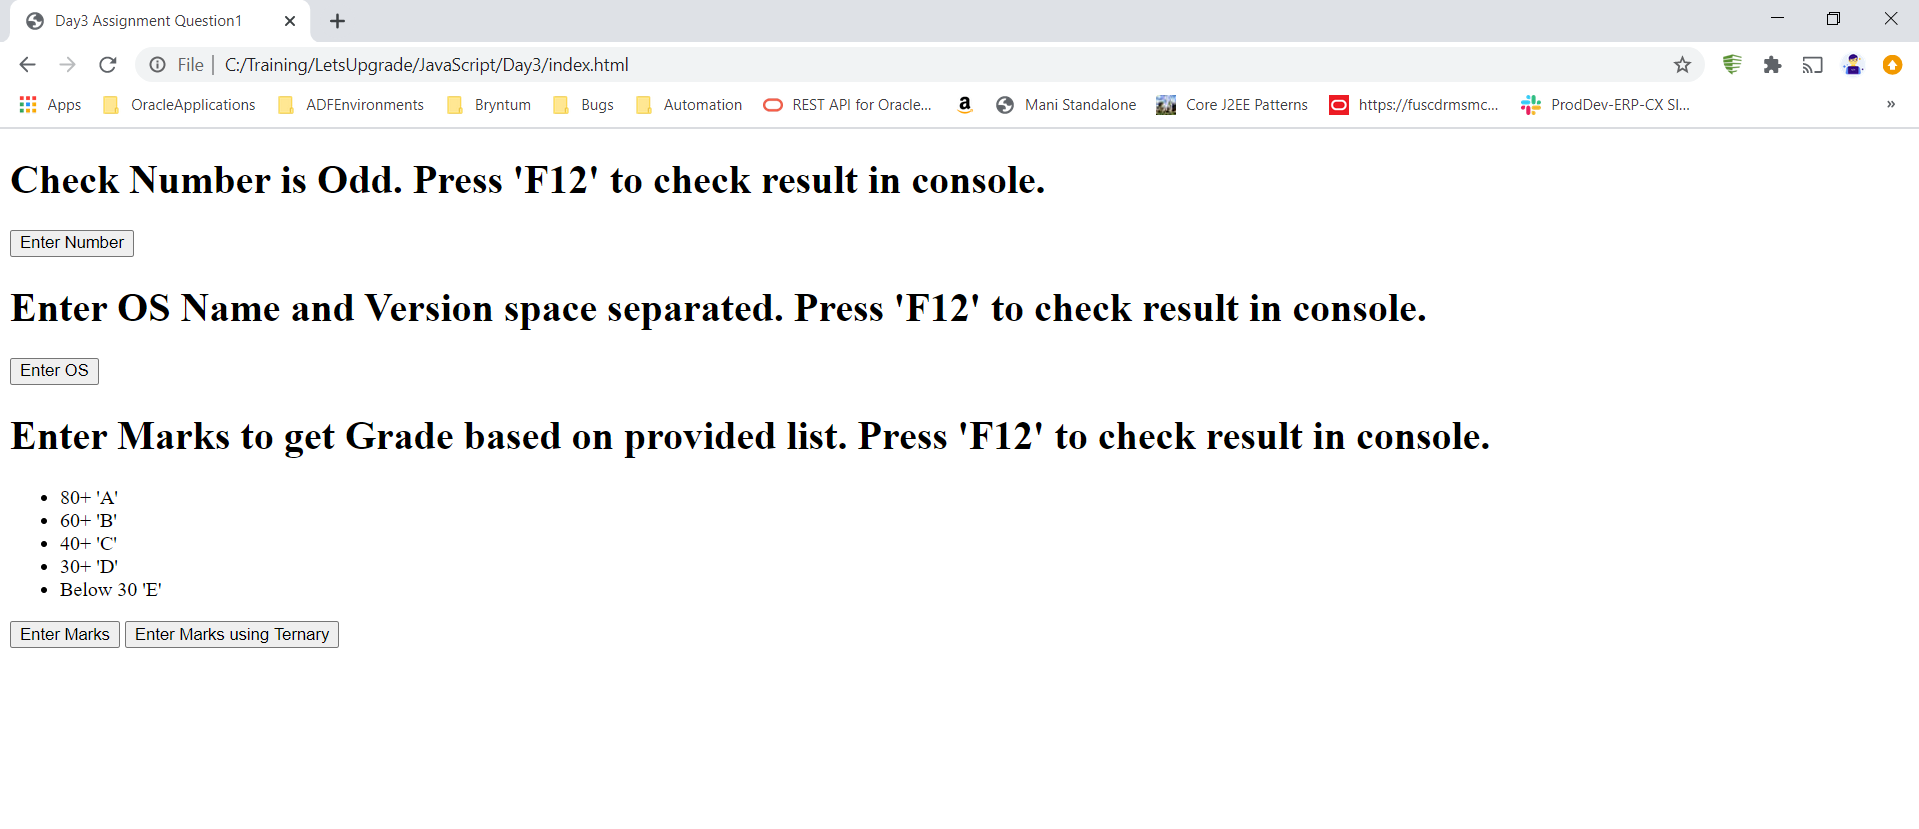 Day3 Assignment Question1
File | C:/Training/LetsUpgrade/JavaScript/Day3/index.html
Apps OracleApplications ADFEnvironments Bryntum Bugs Automation REST API for Oracle... a Mani Standalone Core J2EE Patterns https://fuscdrmsmc... ProdDev-ERP-CX Sl... »
Check Number is Odd. Press 'F12' to check result in console.
Enter Number
Enter OS Name and Version space separated. Press 'F12' to check result in console.
Enter OS
Enter Marks to get Grade based on provided list. Press 'F12' to check result in console.
• 80+ 'A'
• 60+ 'B'
• 40+ 'C'
• 30+ 'D'
• Below 30 'E'
Enter Marks Enter Marks using Ternary